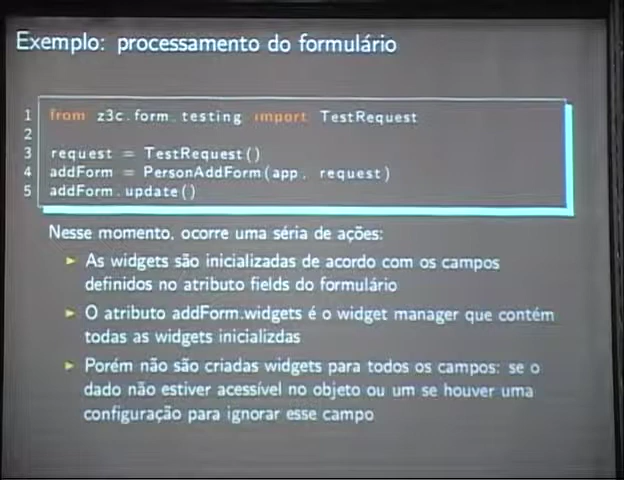 Exemplo: processamento do formulário
1 from z3c.form.testing import TestRequest
2
3 request = TestRequest()
4 addForm = PersonAddForm(app, request)
5 addForm.update()
Nesse momento, ocorre uma séria de ações:
► As widgets são inicializadas de acordo com os campos
definidos no atributo fields do formulário
► O atributo addForm.widgets é o widget manager que contém
todas as widgets inicializdas
► Porém não são criadas widgets para todos os campos: se o
dado não estiver acessível no objeto ou um se houver uma
configuração para ignorar esse campo